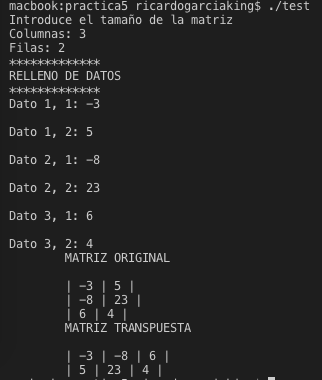 macbook:practica5 ricardogarciaking$ ./test
Introduce el tamaño de la matriz
Columnas: 3
Filas: 2
*************
RELLENO DE DATOS
*************
Dato 1, 1: -3
Dato 1, 2: 5
Dato 2, 1: -8
Dato 2, 2: 23
Dato 3, 1: 6
Dato 3, 2: 4
MATRIZ ORIGINAL
| -3 | 5 |
| -8 | 23 |
| 6 | 4 |
MATRIZ TRANSPUESTA
| -3 | -8 | 6 |
| 5 | 23 | 4 |